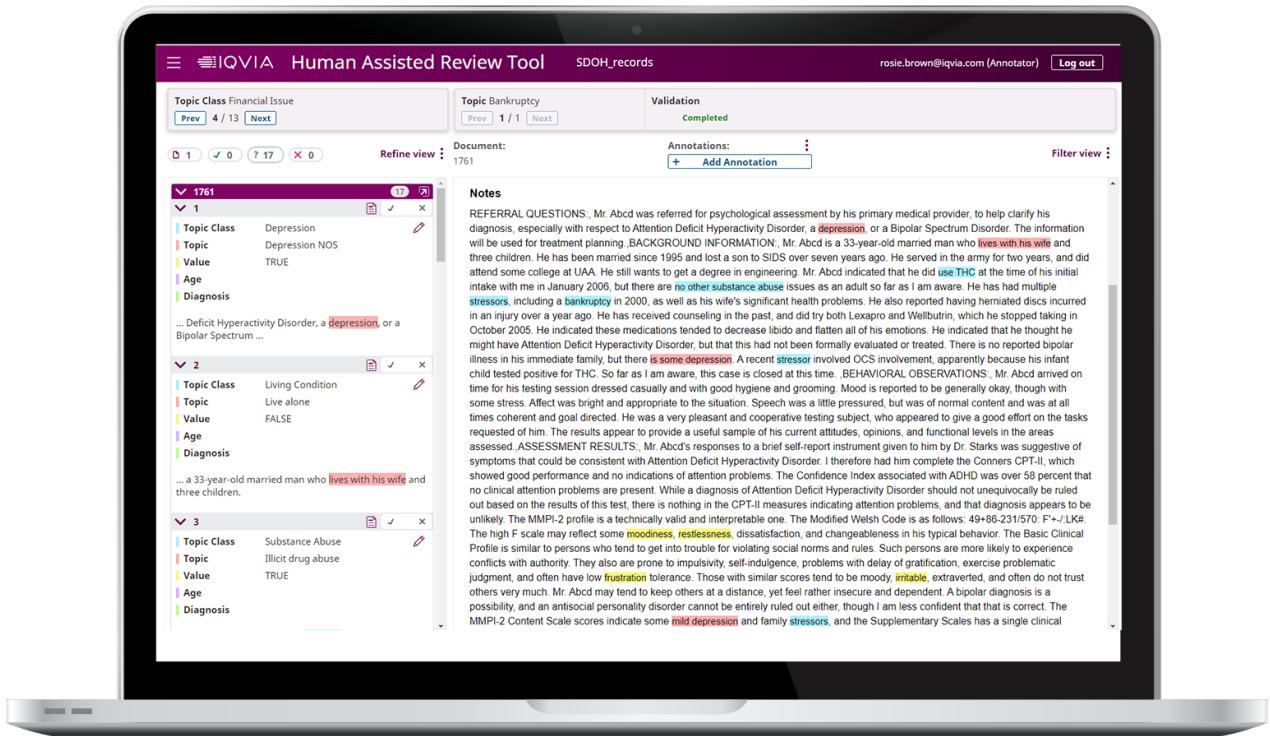 IQVIA Human Assisted Review Tool SDOH_records rosie.brown@iqvia.com (Annotator) Log out
Topic Class Financial Issue
Prev 4 / 13 Next
Topic Bankruptcy
Prev 1 / 1 Next
Validation
Completed
1 0 ? 17 0
Refine view
Document:
1761
Annotations:
+ Add Annotation
Filter view
1761 17
1
Topic Class Depression
Topic Depression NOS
Value TRUE
Age
Diagnosis
... Deficit Hyperactivity Disorder, a depression, or a
Bipolar Spectrum ...
2
Topic Class Living Condition
Topic Live alone
Value FALSE
Age
Diagnosis
... a 33-year-old married man who lives with his wife and
three children.
3
Topic Class Substance Abuse
Topic Illicit drug abuse
Value TRUE
Age
Diagnosis
Notes
REFERRAL QUESTIONS:, Mr. Abcd was referred for psychological assessment by his primary medical provider, to help clarify his
diagnosis, especially with respect to Attention Deficit Hyperactivity Disorder, a depression, or a Bipolar Spectrum Disorder. The information
will be used for treatment planning.,BACKGROUND INFORMATION:, Mr. Abcd is a 33-year-old married man who lives with his wife and
three children. He has been married since 1995 and lost a son to SIDS over seven years ago. He served in the army for two years, and did
attend some college at UAA. He still wants to get a degree in engineering. Mr. Abcd indicated that he did use THC at the time of his initial
intake with me in January 2006, but there are no other substance abuse issues as an adult so far as I am aware. He has had multiple
stressors, including a bankruptcy in 2000, as well as his wife's significant health problems. He also reported having herniated discs incurred
in an injury over a year ago. He has received counseling in the past, and did try both Lexapro and Wellbutrin, which he stopped taking in
October 2005. He indicated these medications tended to decrease libido and flatten all of his emotions. He indicated that he thought he
might have Attention Deficit Hyperactivity Disorder, but that this had not been formally evaluated or treated. There is no reported bipolar
illness in his immediate family, but there is some depression. A recent stressor involved OCS involvement, apparently because his infant
child tested positive for THC. So far as I am aware, this case is closed at this time. ,BEHAVIORAL OBSERVATIONS:, Mr. Abcd arrived on
time for his testing session dressed casually and with good hygiene and grooming. Mood is reported to be generally okay, though with
some stress. Affect was bright and appropriate to the situation. Speech was a little pressured, but was of normal content and was at all
times coherent and goal directed. He was a very pleasant and cooperative testing subject, who appeared to give a good effort on the tasks
requested of him. The results appear to provide a useful sample of his current attitudes, opinions, and functional levels in the areas
assessed.,ASSESSMENT RESULTS:, Mr. Abcd's responses to a brief self-report instrument given to him by Dr. Starks was suggestive of
symptoms that could be consistent with Attention Deficit Hyperactivity Disorder. I therefore had him complete the Conners CPT-II, which
showed good performance and no indications of attention problems. The Confidence Index associated with ADHD was over 58 percent that
no clinical attention problems are present. While a diagnosis of Attention Deficit Hyperactivity Disorder should not unequivocally be ruled
out based on the results of this test, there is nothing in the CPT-II measures indicating attention problems, and that diagnosis appears to be
unlikely. The MMPI-2 profile is a technically valid and interpretable one. The Modified Welsh Code is as follows: 49+86-231/570: F'+-/:LK#.
The high F scale may reflect some moodiness, restlessness, dissatisfaction, and changeableness in his typical behavior. The Basic Clinical
Profile is similar to persons who tend to get into trouble for violating social norms and rules. Such persons are more likely to experience
conflicts with authority. They also are prone to impulsivity, self-indulgence, problems with delay of gratification, exercise problematic
judgment, and often have low frustration tolerance. Those with similar scores tend to be moody, irritable, extraverted, and often do not trust
others very much. Mr. Abcd may tend to keep others at a distance, yet feel rather insecure and dependent. A bipolar diagnosis is a
possibility, and an antisocial personality disorder cannot be entirely ruled out either, though I am less confident that that is correct. The
MMPI-2 Content Scale scores indicate some mild depression and family stressors, and the Supplementary Scales has a single clinical